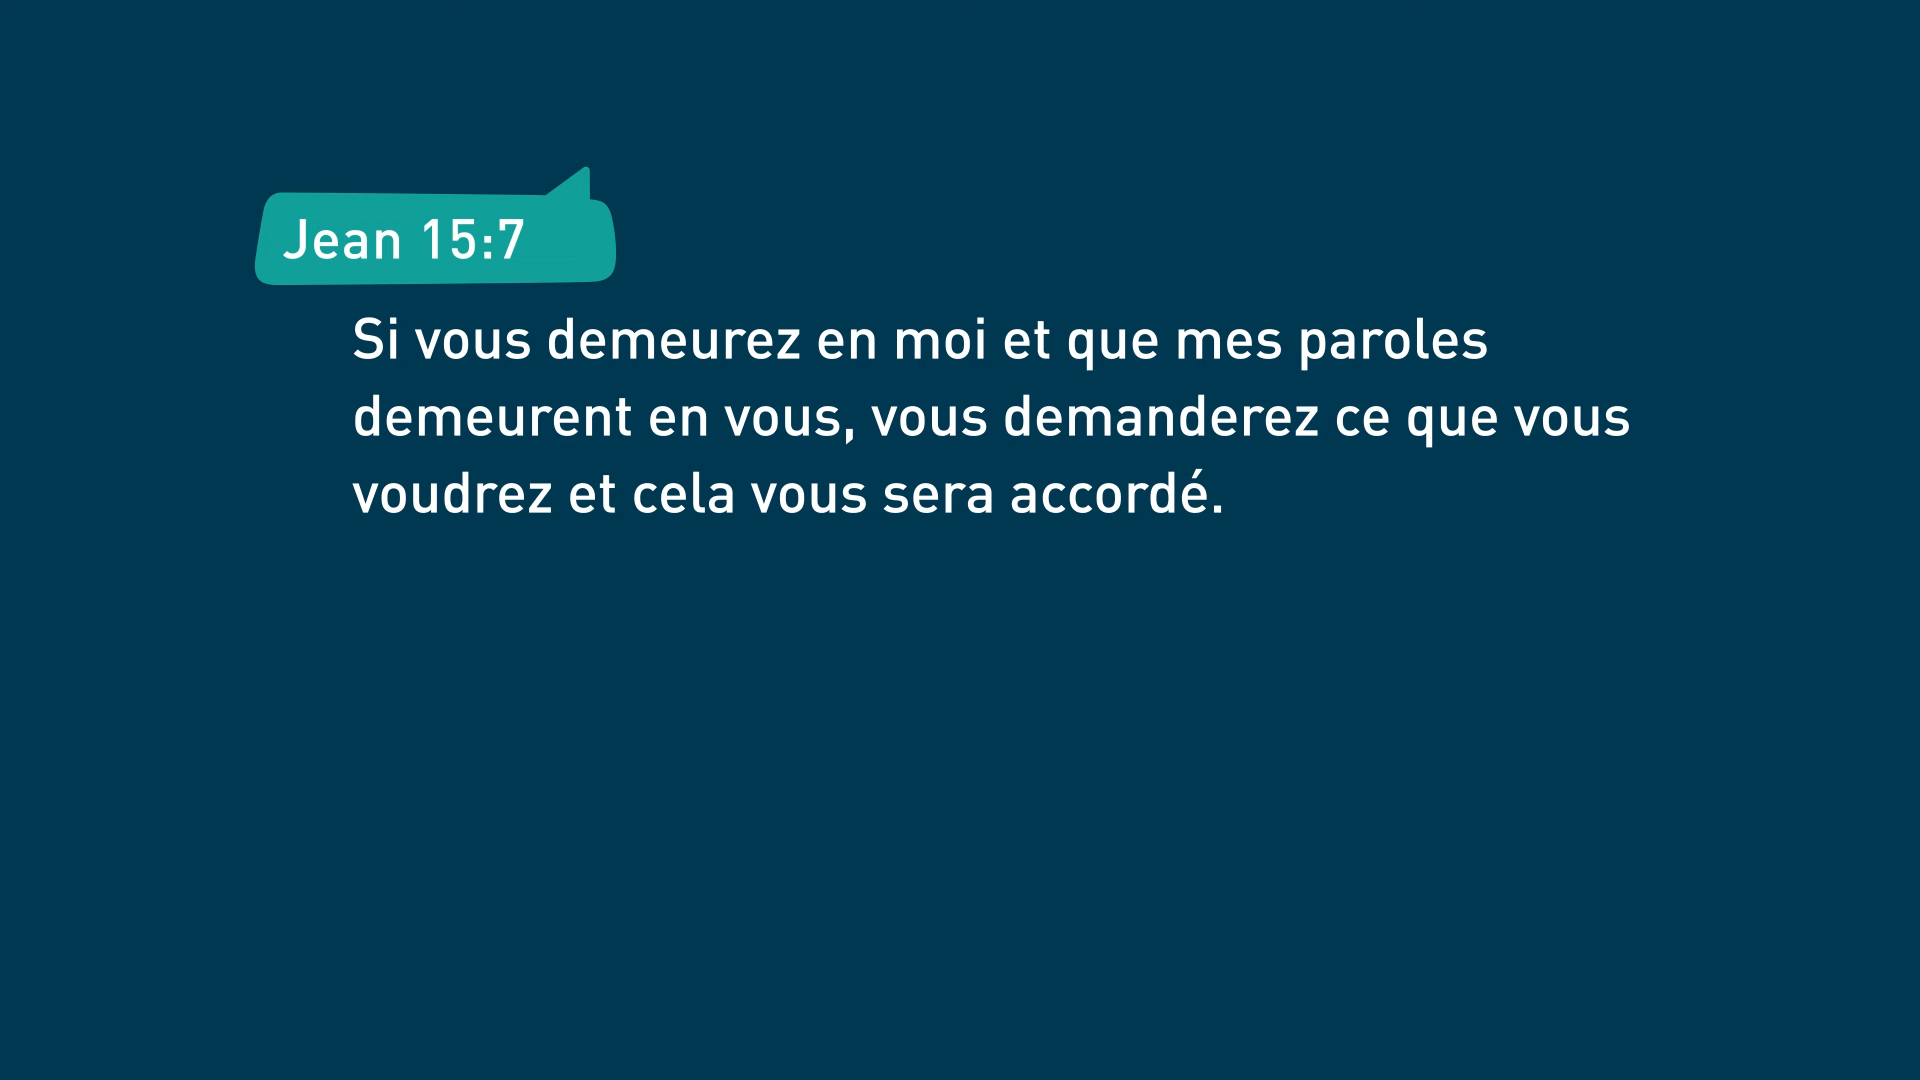 Jean 15:7
Si vous demeurez en moi et que mes paroles
demeurent en vous, vous demanderez ce que vous
voudrez et cela vous sera accordé.